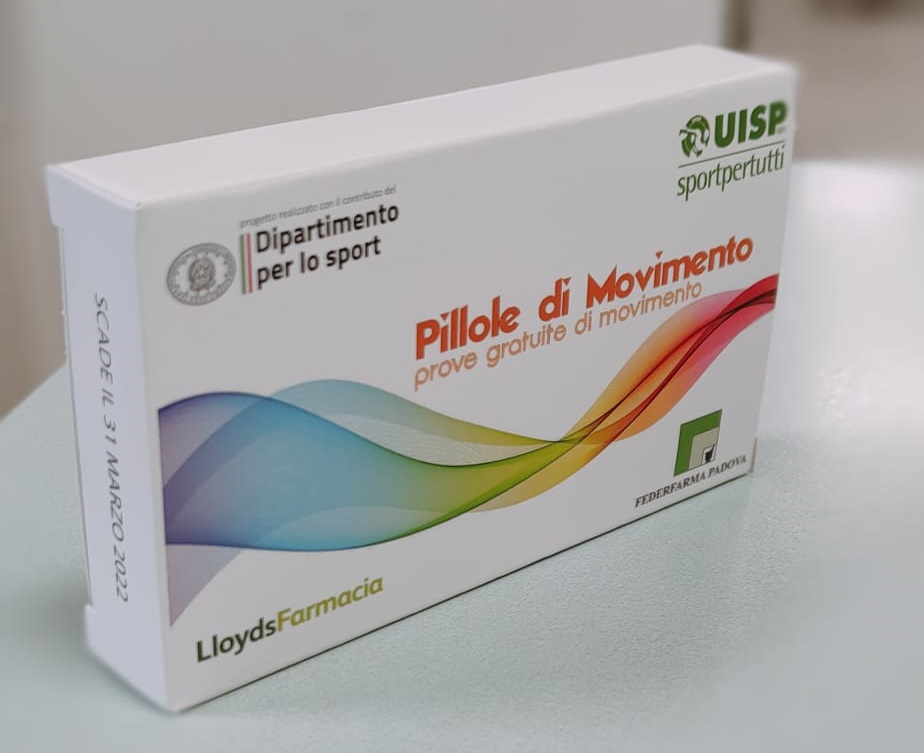 UISP
sportpertutti
progetto realizzato con il contributo del
Dipartimento
per lo sport
Pillole di Movimento
prove gratuite di movimento
FEDERFARMA PADOVA
LloydsFarmacia
SCADE IL 31 MARZO 2022